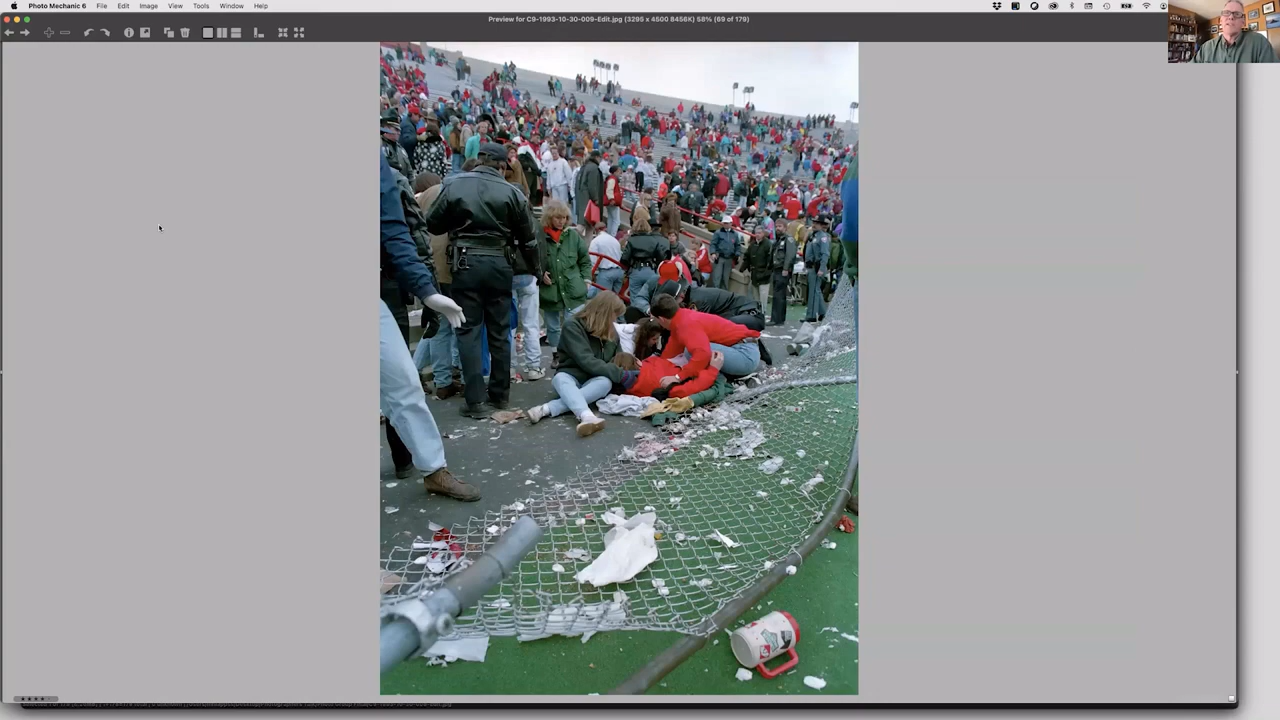 Photo Mechanic 6 File Edit Image View Tools Window Help
Preview for C9-1993-10-30-009-Edit.jpg (3295 x 4500 8456K) 58% (69 of 179)